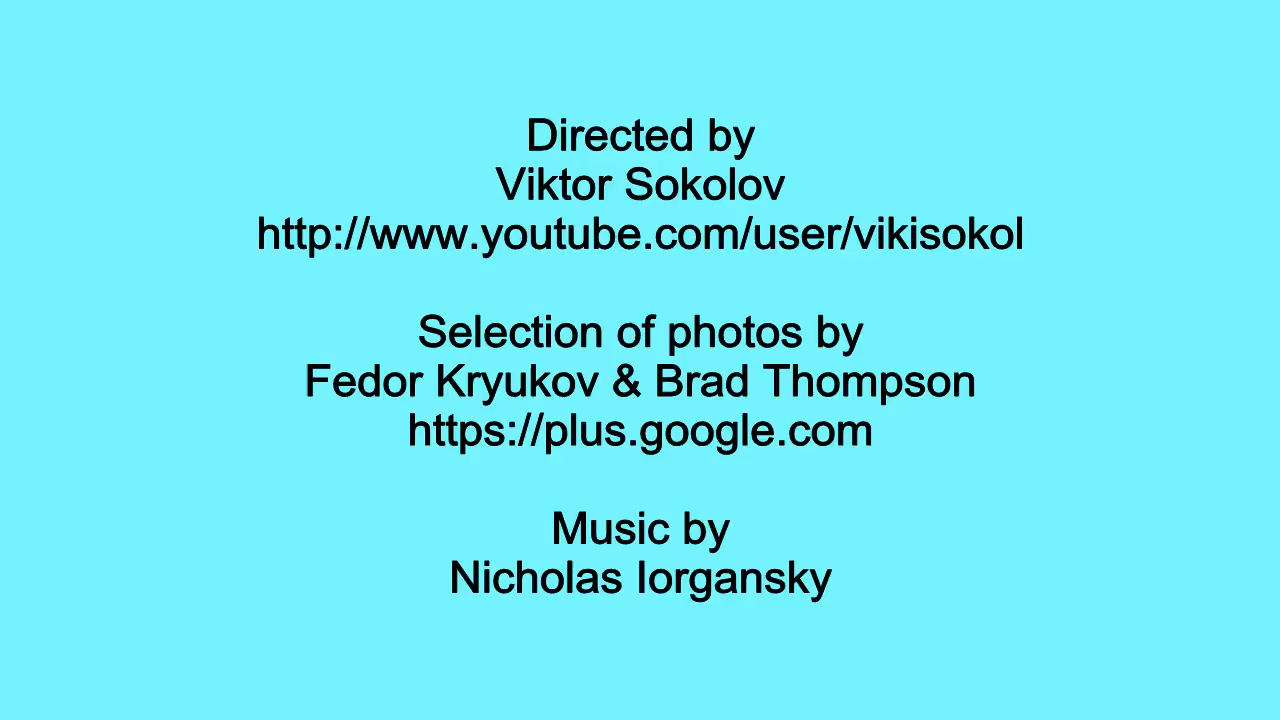 Directed by
Viktor Sokolov
http://www.youtube.com/user/vikisokol
Selection of photos by
Fedor Kryukov & Brad Thompson
https://plus.google.com
Music by
Nicholas Iorgansky